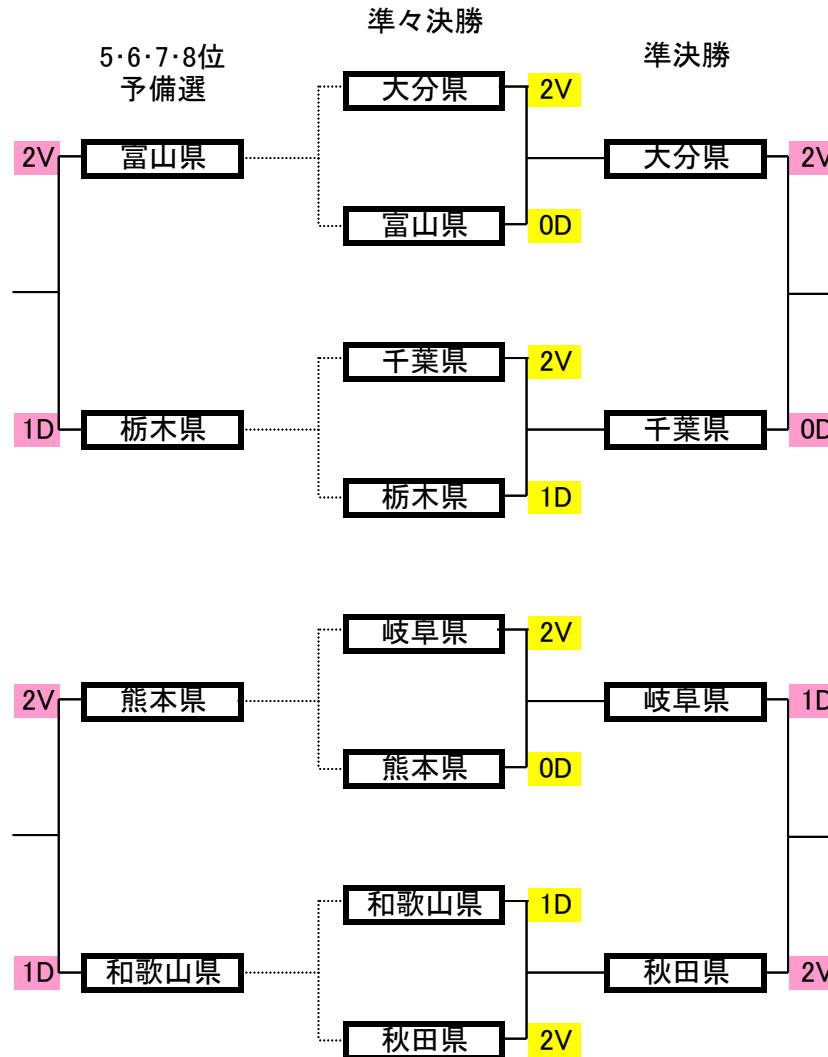 準々決勝
5・6・7・8位
予備選
準決勝
大分県 2V
2V 富山県 大分県 2V
富山県 0D
千葉県 2V
1D 栃木県 千葉県 0D
栃木県 1D
岐阜県 2V
2V 熊本県 岐阜県 1D
熊本県 0D
和歌山県 1D
1D 和歌山県 秋田県 2V
秋田県 2V